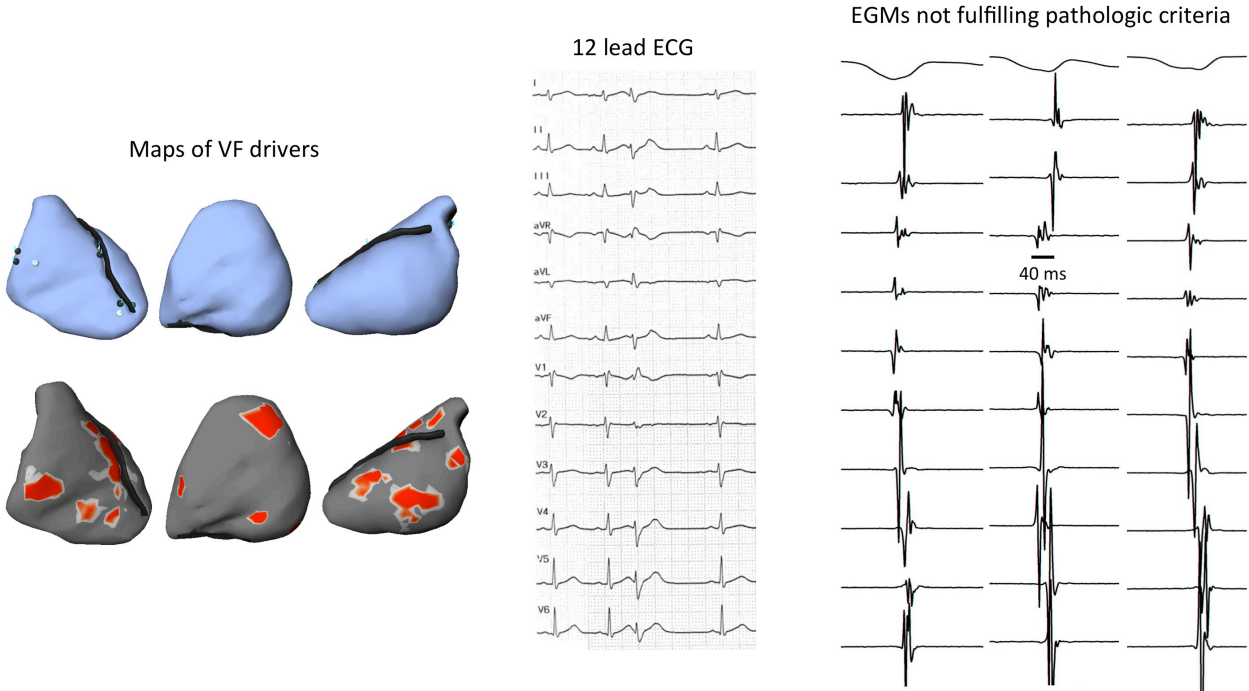 Maps of VF drivers
12 lead ECG
I
II
III
aVR
aVL
aVF
V1
V2
V3
V4
V5
V6
EGMs not fulfilling pathologic criteria
40 ms